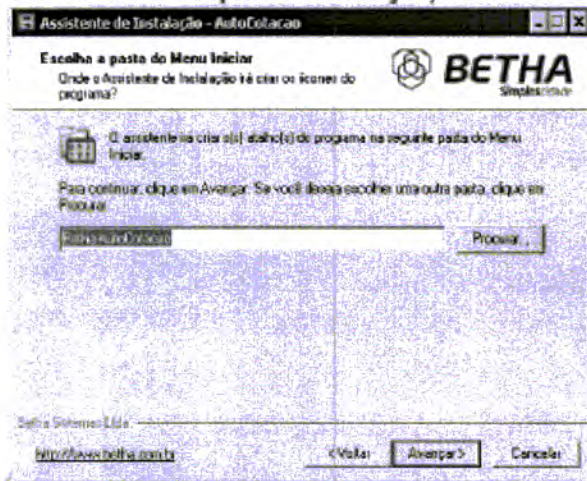 Assistente de Instalação - AutoCotacao
Escolha a pasta do Menu Iniciar
Onde o Assistente de Instalação irá criar os ícones do
programa?
BETHA
Simples
O assistente irá criar o(s) atalho(s) do programa na seguinte pasta do Menu
Iniciar.
Para continuar, clique em Avançar. Se você deseja escolher uma outra pasta, clique em
Procurar.
Procurar...
Betha Sistemas Ltda
http://www.betha.com.br
<Voltar
Avançar>
Cancelar